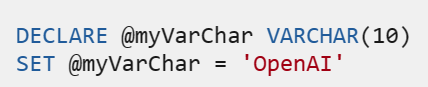 DECLARE @myVarChar VARCHAR(10)
SET @myVarChar = 'OpenAI'